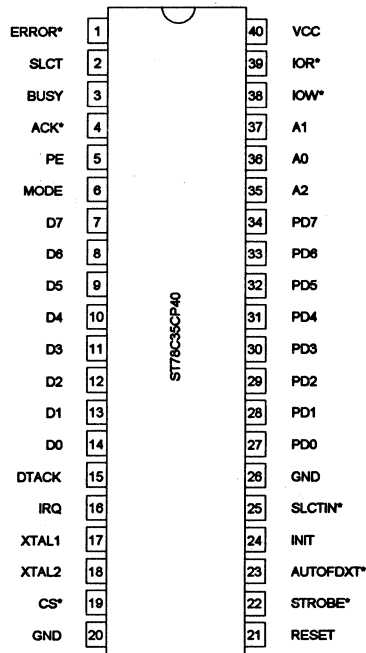 ERROR* 1 40 VCC
SLCT 2 39 IOR*
BUSY 3 38 IOW*
ACK* 4 37 A1
PE 5 36 A0
MODE 6 35 A2
D7 7 34 PD7
D6 8 33 PD6
D5 9 32 PD5
D4 10 31 PD4
D3 11 30 PD3
D2 12 29 PD2
D1 13 28 PD1
D0 14 27 PD0
DTACK 15 26 GND
IRQ 16 25 SLCTIN*
XTAL1 17 24 INIT
XTAL2 18 23 AUTOFDXT*
CS* 19 22 STROBE*
GND 20 21 RESET
ST78C35CP40